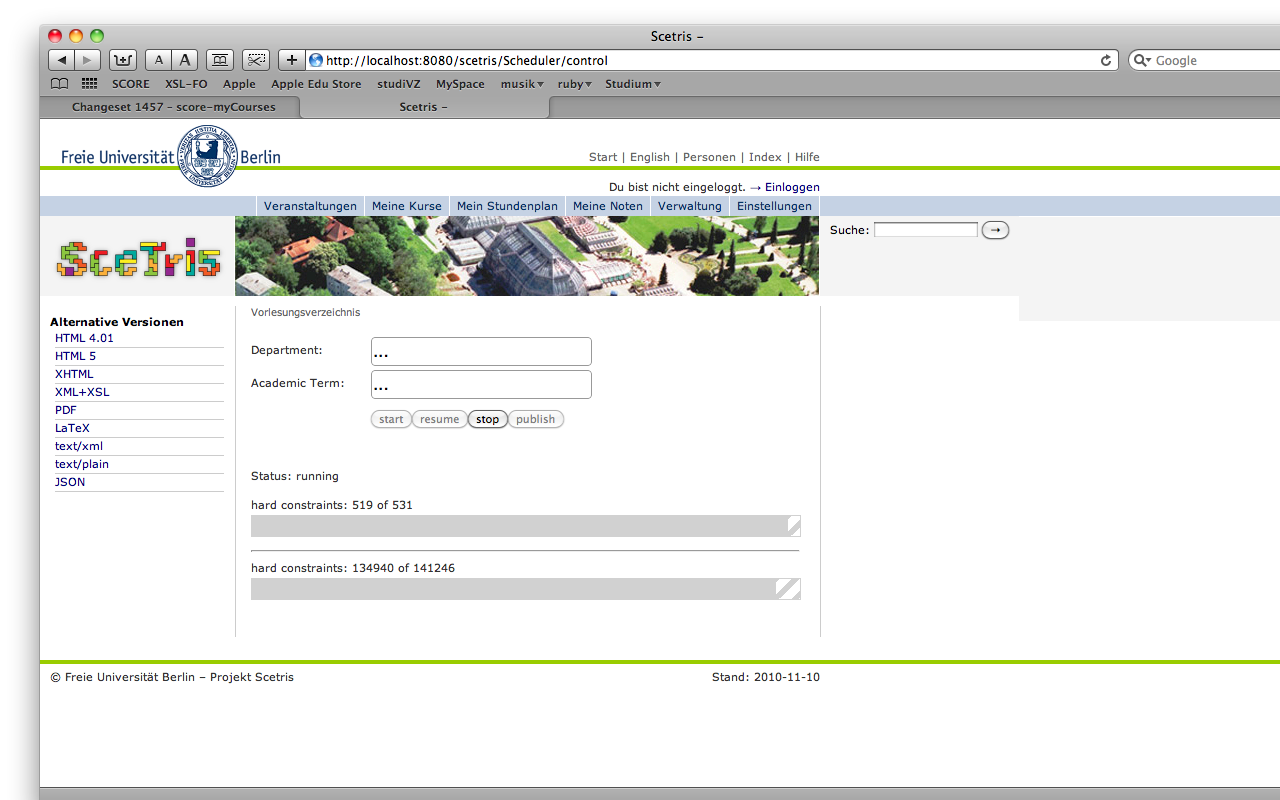 Scetris –
A A
http://localhost:8080/scetris/Scheduler/control
Google
SCORE XSL-FO Apple Apple Edu Store studiVZ MySpace musik ruby Studium
Changeset 1457 – score-myCourses Scetris –
Freie Universität Berlin
Start | English | Personen | Index | Hilfe
Du bist nicht eingeloggt. → Einloggen
Veranstaltungen Meine Kurse Mein Stundenplan Meine Noten Verwaltung Einstellungen
SceTris
Suche: →
Alternative Versionen
HTML 4.01
HTML 5
XHTML
XML+XSL
PDF
LaTeX
text/xml
text/plain
JSON
Vorlesungsverzeichnis
Department: ...
Academic Term: ...
start resume stop publish
Status: running
hard constraints: 519 of 531
hard constraints: 134940 of 141246
© Freie Universität Berlin – Projekt Scetris
Stand: 2010-11-10